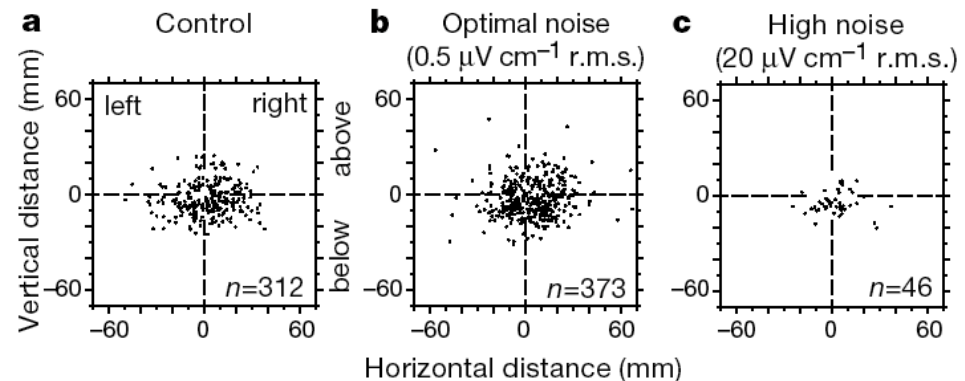 a Control
b Optimal noise
(0.5 µV cm⁻¹ r.m.s.)
c High noise
(20 µV cm⁻¹ r.m.s.)
Vertical distance (mm)
60
0
−60
left right
n=312
−60 0 60
above
below
60
0
−60
n=373
−60 0 60
60
0
−60
n=46
−60 0 60
Horizontal distance (mm)